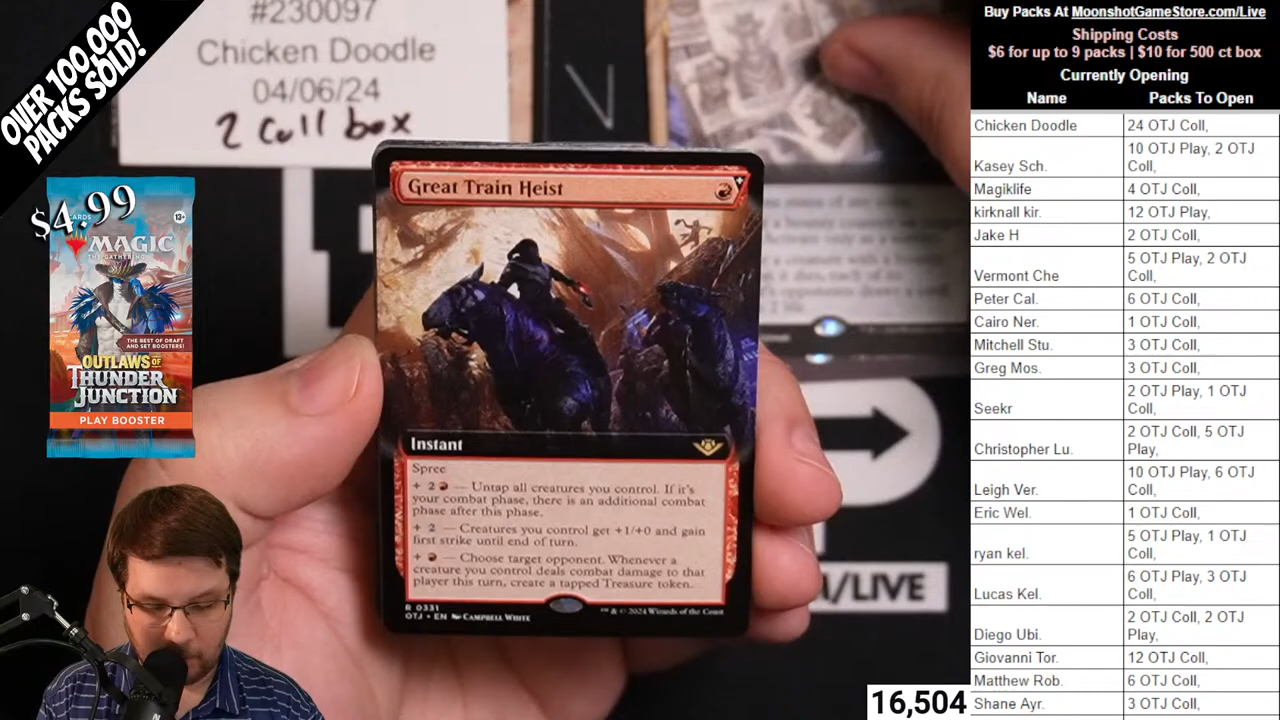 OVER 100,000
PACKS SOLD!
$4.99
13+
MAGIC
THE GATHERING
THE BEST OF DRAFT
AND SET BOOSTERS!
OUTLAWS OF
THUNDER
JUNCTION
PLAY BOOSTER
#230097
Chicken Doodle
04/06/24
2 Coll box
Great Train Heist
Instant
Spree
+ 2 — Untap all creatures you control. If it's
your combat phase, there is an additional combat
phase after this phase.
+ 2 — Creatures you control get +1/+0 and gain
first strike until end of turn.
+ — Choose target opponent. Whenever a
creature you control deals combat damage to that
player this turn, create a tapped Treasure token.
R 0331
OTJ • EN CAMPBELL WHITE
™ & © 2024 Wizards of the Coast
/LIVE
16,504
Buy Packs At MoonshotGameStore.com/Live
Shipping Costs
$6 for up to 9 packs | $10 for 500 ct box
Currently Opening
Name Packs To Open
Chicken Doodle 24 OTJ Coll,
Kasey Sch. 10 OTJ Play, 2 OTJ
Coll,
Magiklife 4 OTJ Coll,
kirknall kir. 12 OTJ Play,
Jake H 2 OTJ Coll,
Vermont Che 5 OTJ Play, 2 OTJ
Coll,
Peter Cal. 6 OTJ Coll,
Cairo Ner. 1 OTJ Coll,
Mitchell Stu. 3 OTJ Coll,
Greg Mos. 3 OTJ Coll,
Seekr 2 OTJ Play, 1 OTJ
Coll,
Christopher Lu. 2 OTJ Coll, 5 OTJ
Play,
Leigh Ver. 10 OTJ Play, 6 OTJ
Coll,
Eric Wel. 1 OTJ Coll,
ryan kel. 5 OTJ Play, 1 OTJ
Coll,
Lucas Kel. 6 OTJ Play, 3 OTJ
Coll,
Diego Ubi. 2 OTJ Coll, 2 OTJ
Play,
Giovanni Tor. 12 OTJ Coll,
Matthew Rob. 6 OTJ Coll,
Shane Ayr. 3 OTJ Coll,